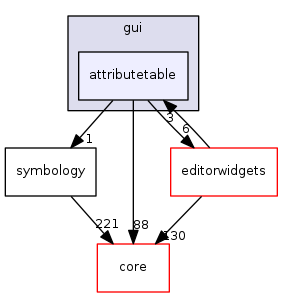 gui
attributetable
3
6
1
symbology
editorwidgets
221
88
130
core